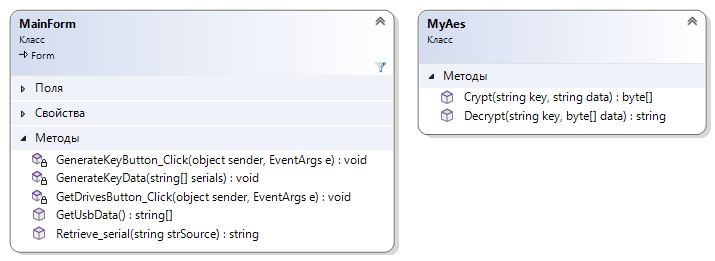 MainForm
Класс
Form
Поля
Свойства
Методы
GenerateKeyButton_Click(object sender, EventArgs e) : void
GenerateKeyData(string[] serials) : void
GetDrivesButton_Click(object sender, EventArgs e) : void
GetUsbData() : string[]
Retrieve_serial(string strSource) : string
MyAes
Класс
Методы
Crypt(string key, string data) : byte[]
Decrypt(string key, byte[] data) : string